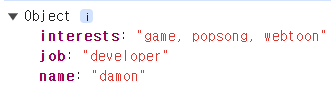 ▼ Object i
interests: "game, popsong, webtoon"
job: "developer"
name: "damon"